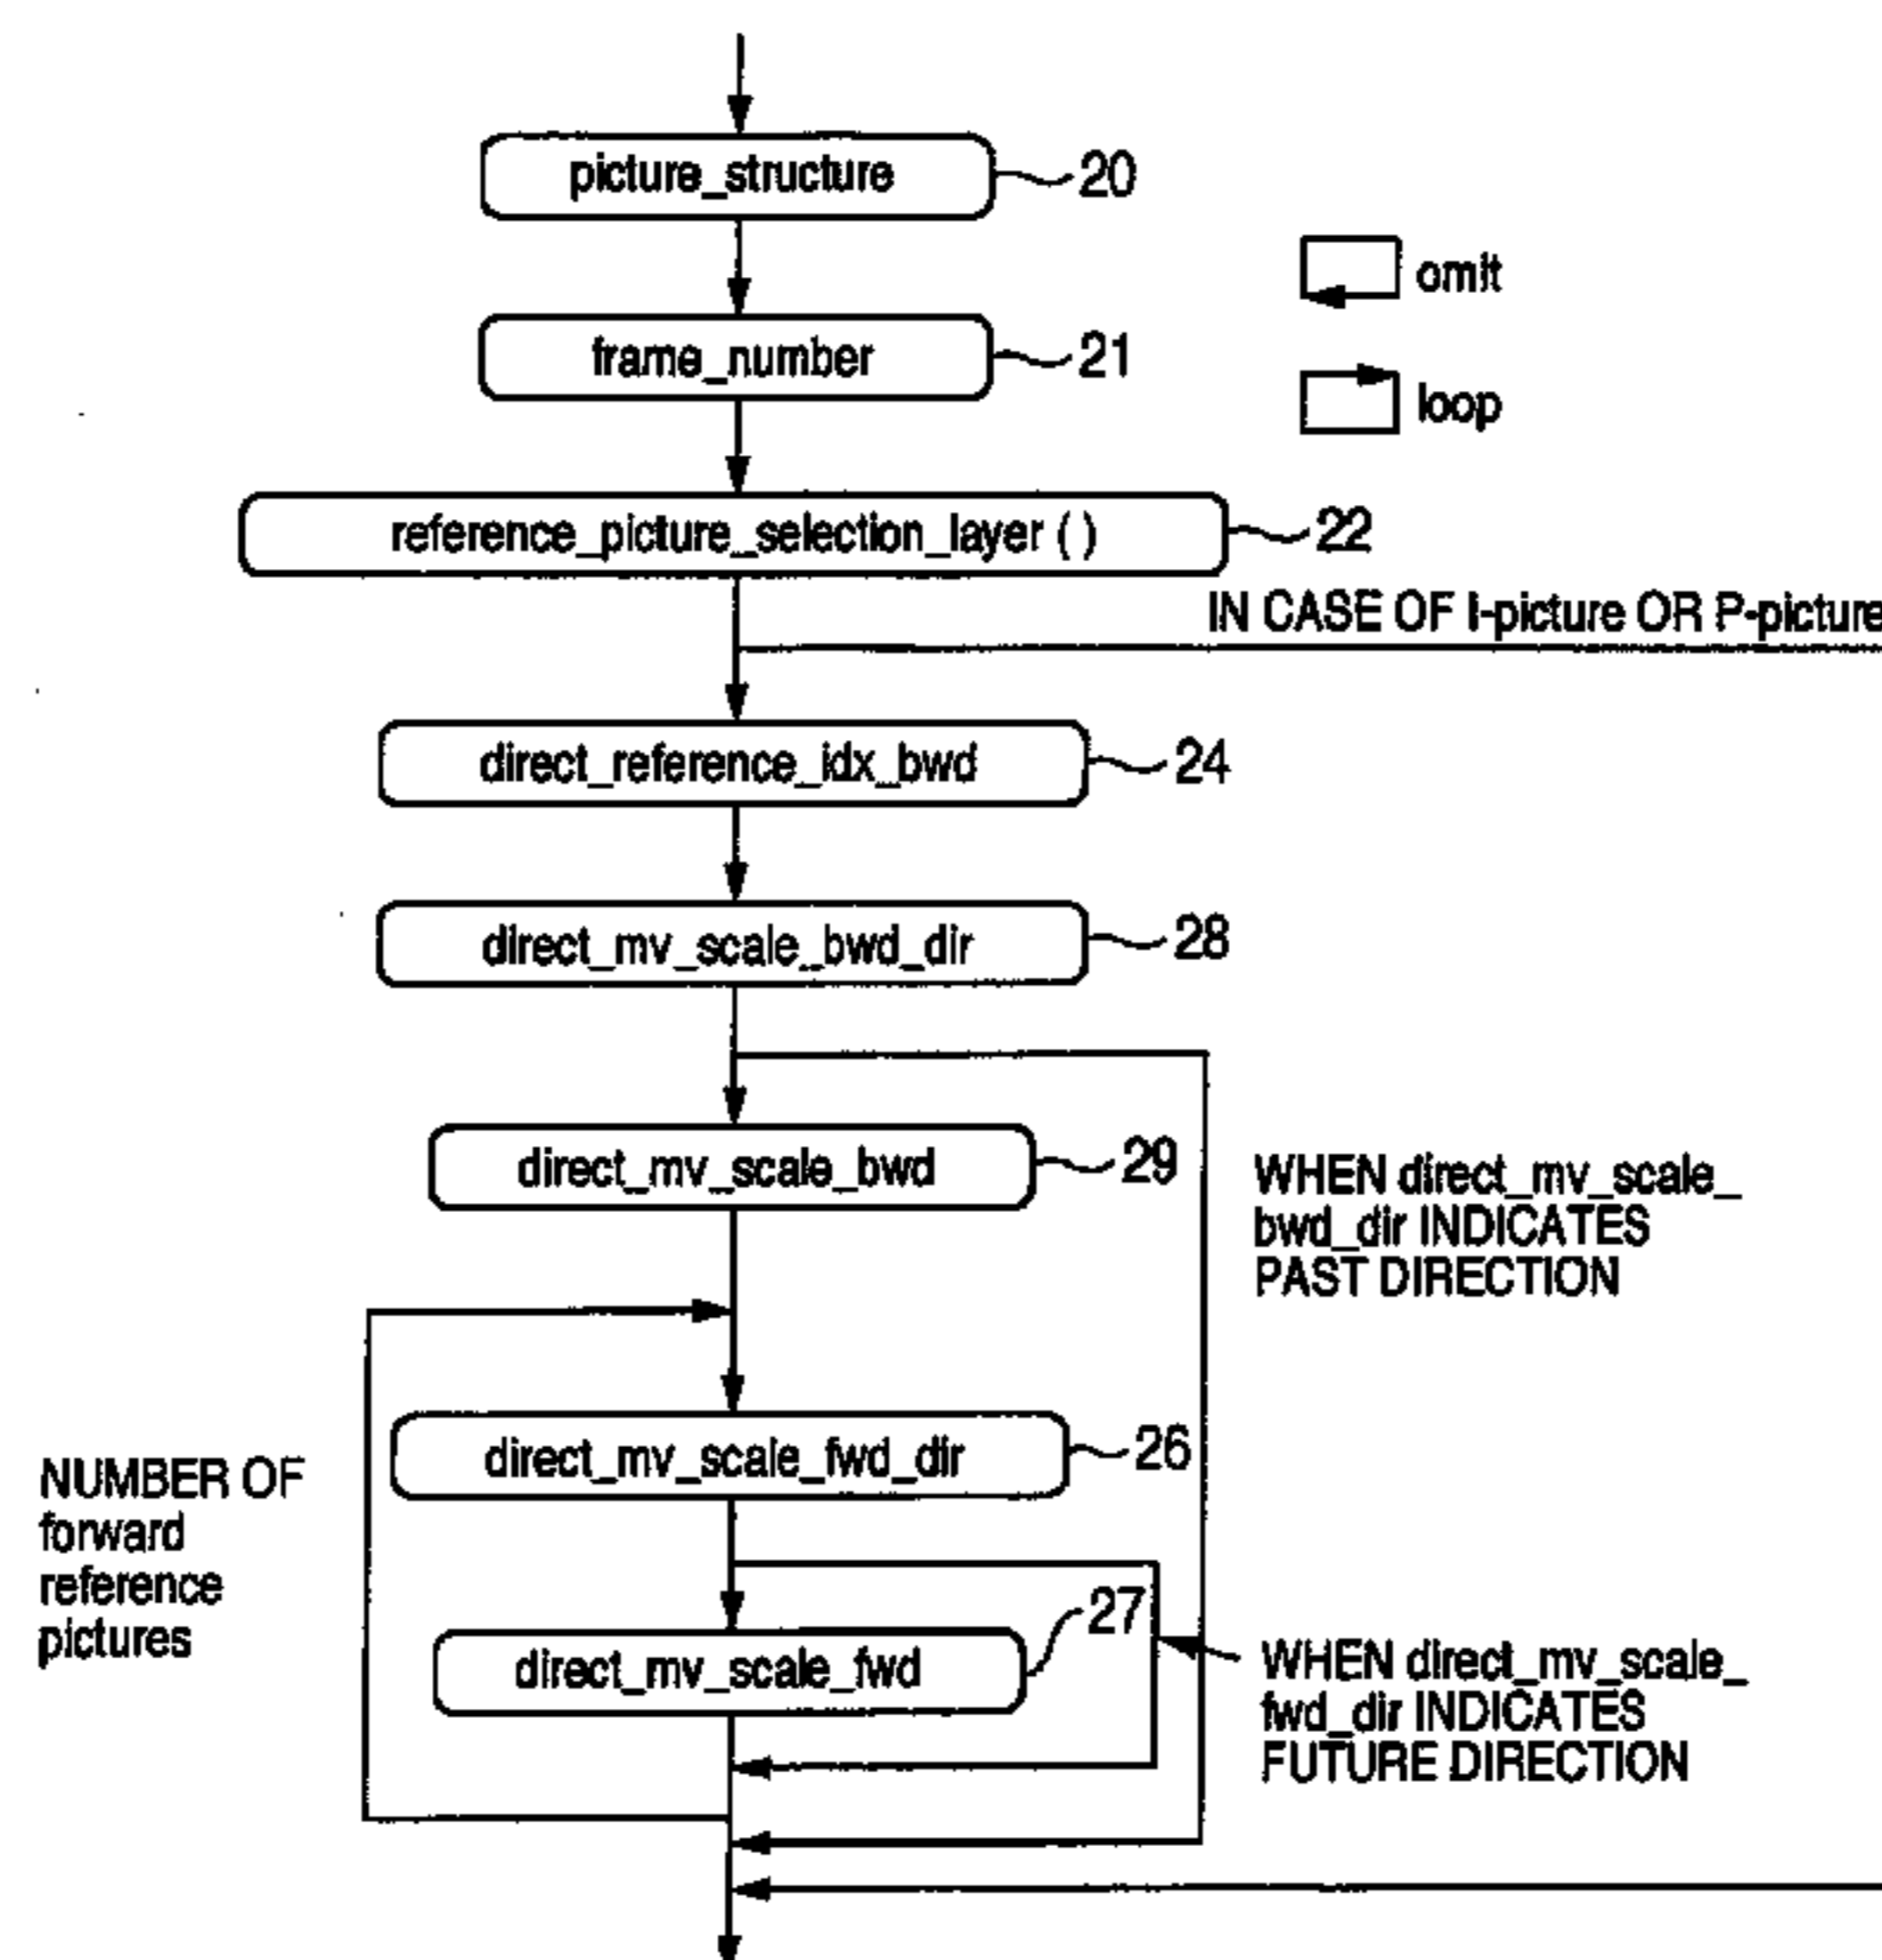 picture_structure
20
omit
frame_number
21
loop
reference_picture_selection_layer ( )
22
IN CASE OF I-picture OR P-picture
direct_reference_idx_bwd
24
direct_mv_scale_bwd_dir
28
direct_mv_scale_bwd
29
WHEN direct_mv_scale_
bwd_dir INDICATES
PAST DIRECTION
direct_mv_scale_fwd_dir
26
NUMBER OF
forward
reference
pictures
27
direct_mv_scale_fwd
WHEN direct_mv_scale_
fwd_dir INDICATES
FUTURE DIRECTION